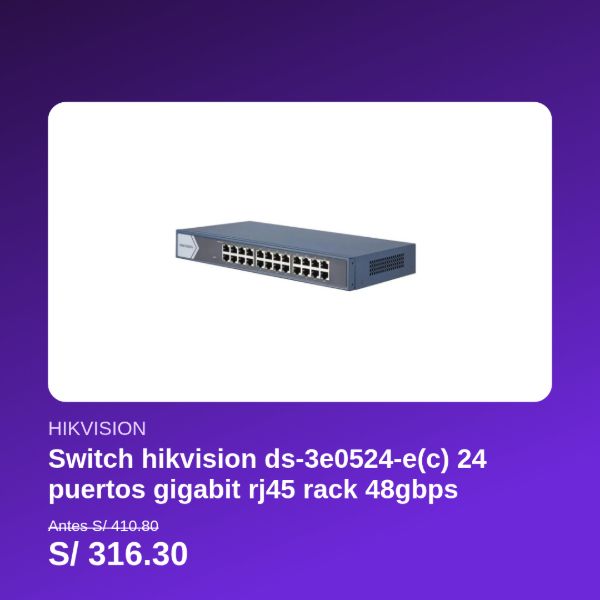 HIKVISION
Switch hikvision ds-3e0524-e(c) 24
puertos gigabit rj45 rack 48gbps
Antes S/ 410.80
S/ 316.30